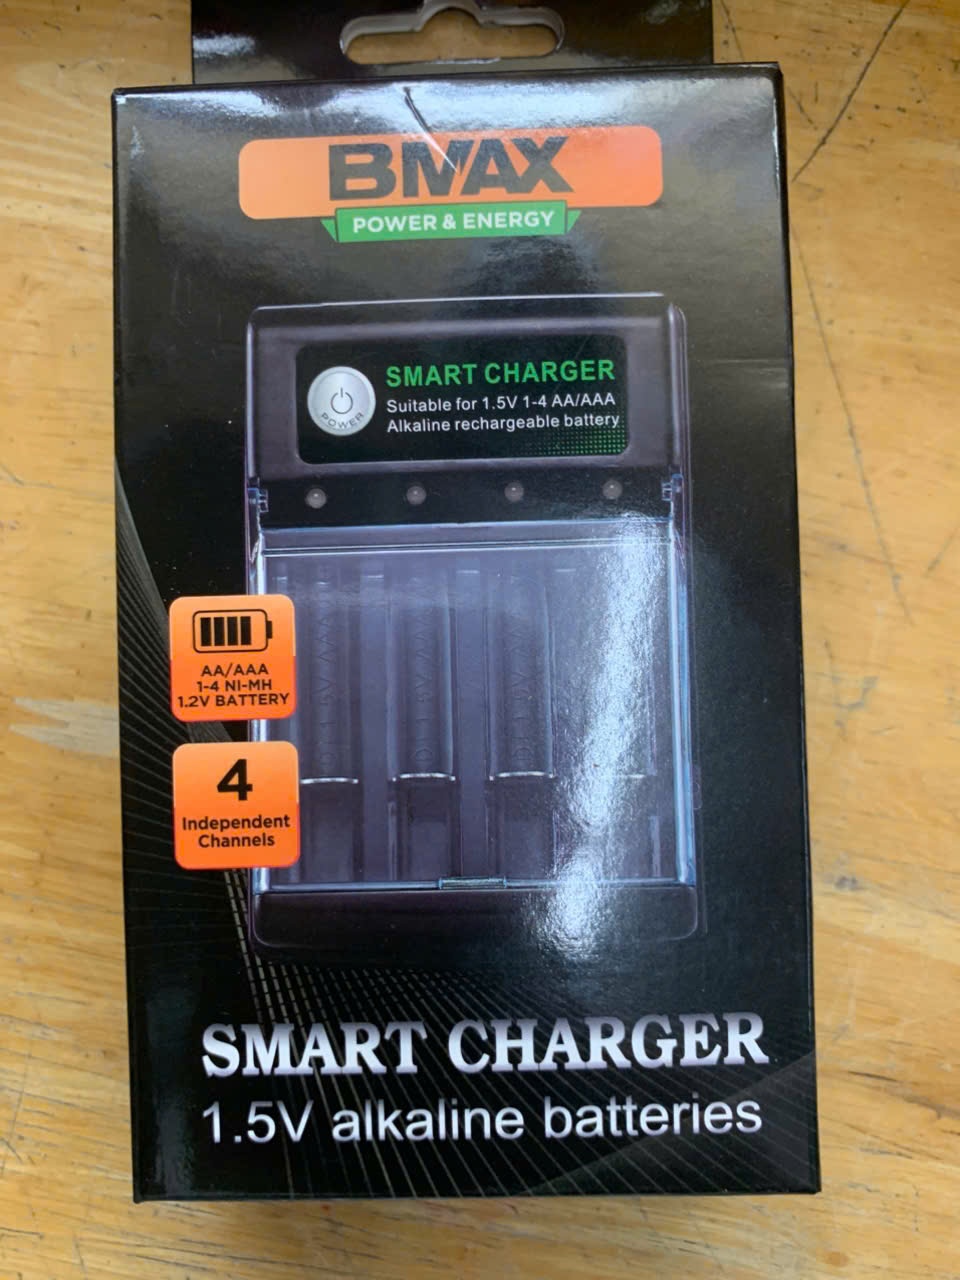 BMAX
POWER & ENERGY
SMART CHARGER
Suitable for 1.5V 1-4 AA/AAA
Alkaline rechargeable battery
POWER
AA/AAA
1-4 NI-MH
1.2V BATTERY
4
Independent
Channels
SMART CHARGER
1.5V alkaline batteries